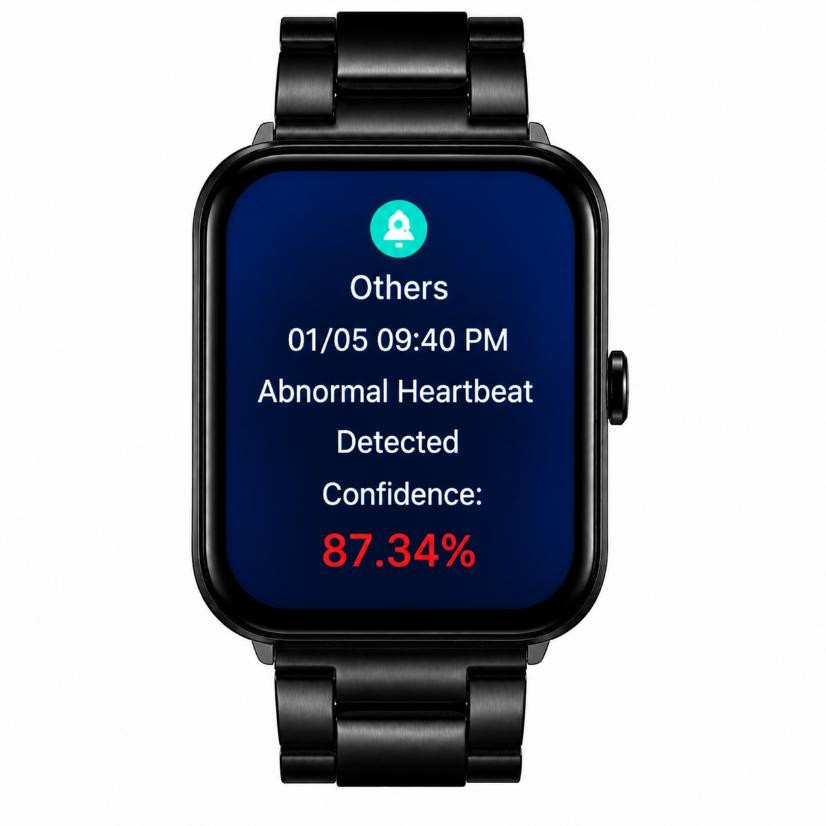 Others
01/05 09:40 PM
Abnormal Heartbeat
Detected
Confidence:
87.34%